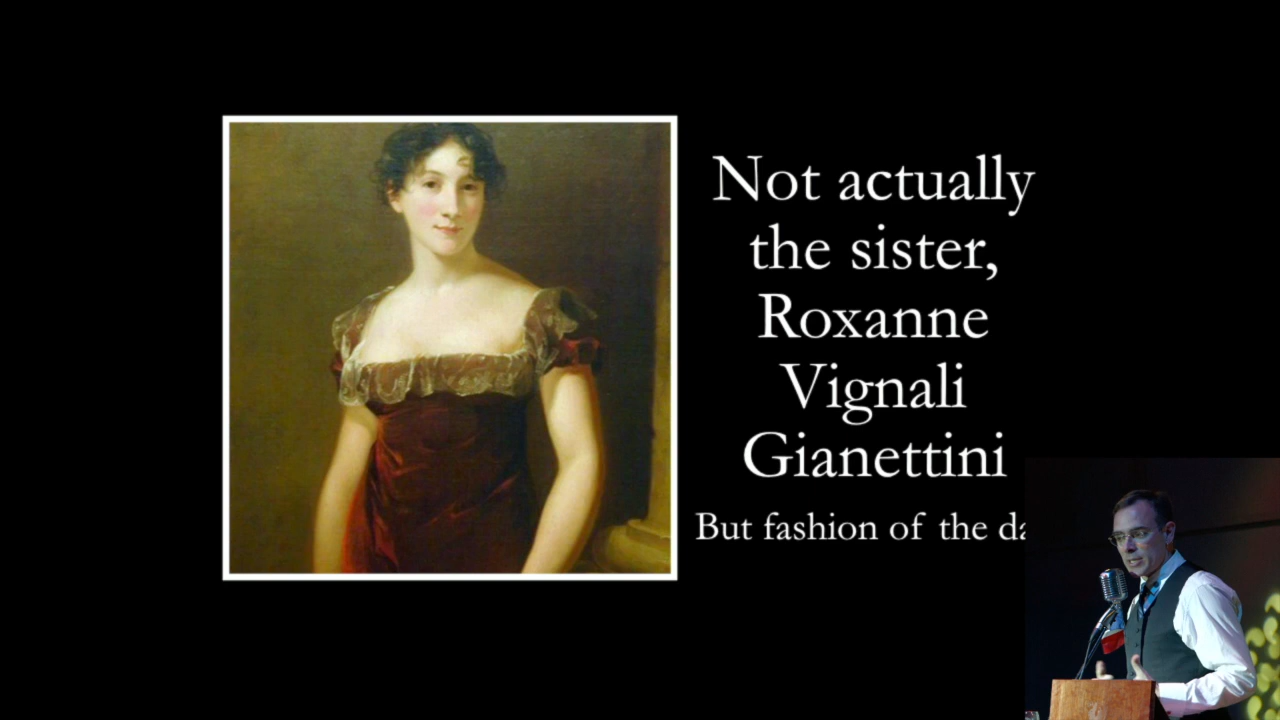 Not actually
the sister,
Roxanne
Vignali
Gianettini
But fashion of the da